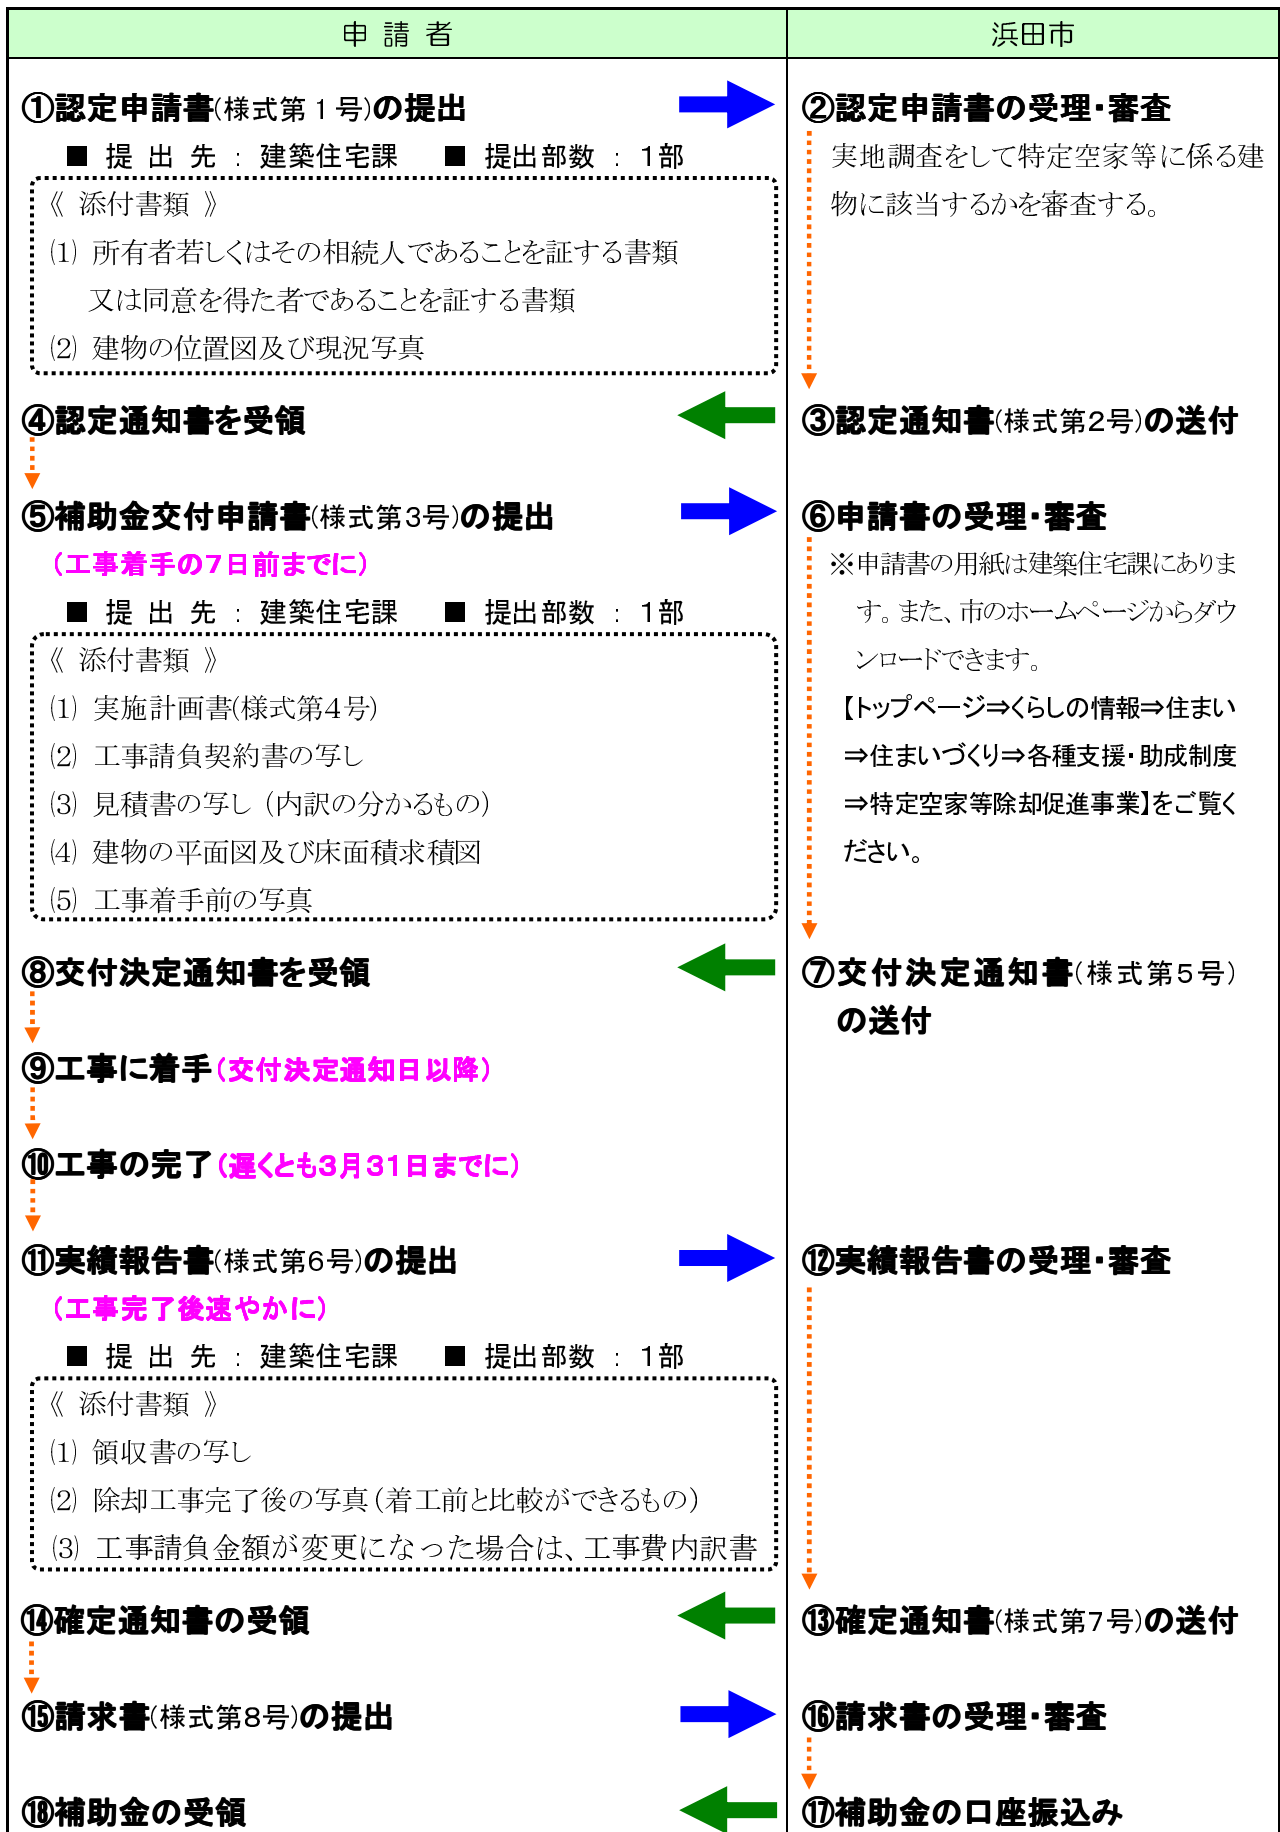 申請者
浜田市
①認定申請書(様式第1号)の提出
②認定申請書の受理・審査
■ 提出先 : 建築住宅課 ■ 提出部数 : 1部
実地調査をして特定空家等に係る建
物に該当するかを審査する。
《 添付書類 》
(1) 所有者若しくはその相続人であることを証する書類
又は同意を得た者であることを証する書類
(2) 建物の位置図及び現況写真
④認定通知書を受領
③認定通知書(様式第2号)の送付
⑤補助金交付申請書(様式第3号)の提出
⑥申請書の受理・審査
(工事着手の7日前までに)
■ 提出先 : 建築住宅課 ■ 提出部数 : 1部
※申請書の用紙は建築住宅課にありま
す。また、市のホームページからダウ
ンロードできます。
【トップページ⇒くらしの情報⇒住まい
⇒住まいづくり⇒各種支援・助成制度
⇒特定空家等除却促進事業】をご覧く
ださい。
《 添付書類 》
(1) 実施計画書(様式第4号)
(2) 工事請負契約書の写し
(3) 見積書の写し(内訳の分かるもの)
(4) 建物の平面図及び床面積求積図
(5) 工事着手前の写真
⑧交付決定通知書を受領
⑦交付決定通知書(様式第5号)
の送付
⑨工事に着手(交付決定通知日以降)
⑩工事の完了(遅くとも3月31日までに)
⑪実績報告書(様式第6号)の提出
⑫実績報告書の受理・審査
(工事完了後速やかに)
■ 提出先 : 建築住宅課 ■ 提出部数 : 1部
《 添付書類 》
(1) 領収書の写し
(2) 除却工事完了後の写真(着工前と比較ができるもの)
(3) 工事請負金額が変更になった場合は、工事費内訳書
⑭確定通知書の受領
⑬確定通知書(様式第7号)の送付
⑮請求書(様式第8号)の提出
⑯請求書の受理・審査
⑱補助金の受領
⑰補助金の口座振込み